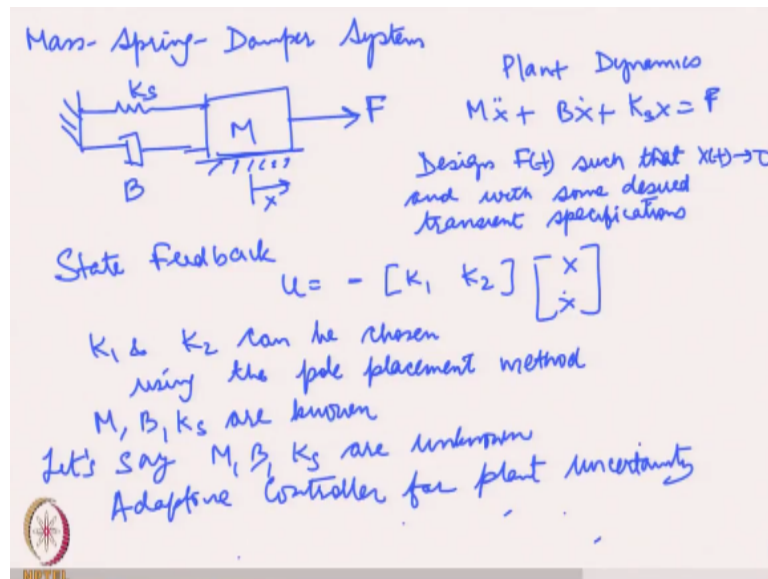 Mass-Spring-Damper System
Plant Dynamics
Ks
M
F
B
x
Mẍ + Bẋ + Ksx = F
Design F(t) such that x(t)→0
and with some desired
transient specifications
State Feedback
u = - [K1 K2] [x
ẋ]
K1 & K2 can be chosen
using the pole placement method
M, B, Ks are known
Let's say M, B, Ks are unknown
Adaptive Controller for plant uncertainty
NPTEL